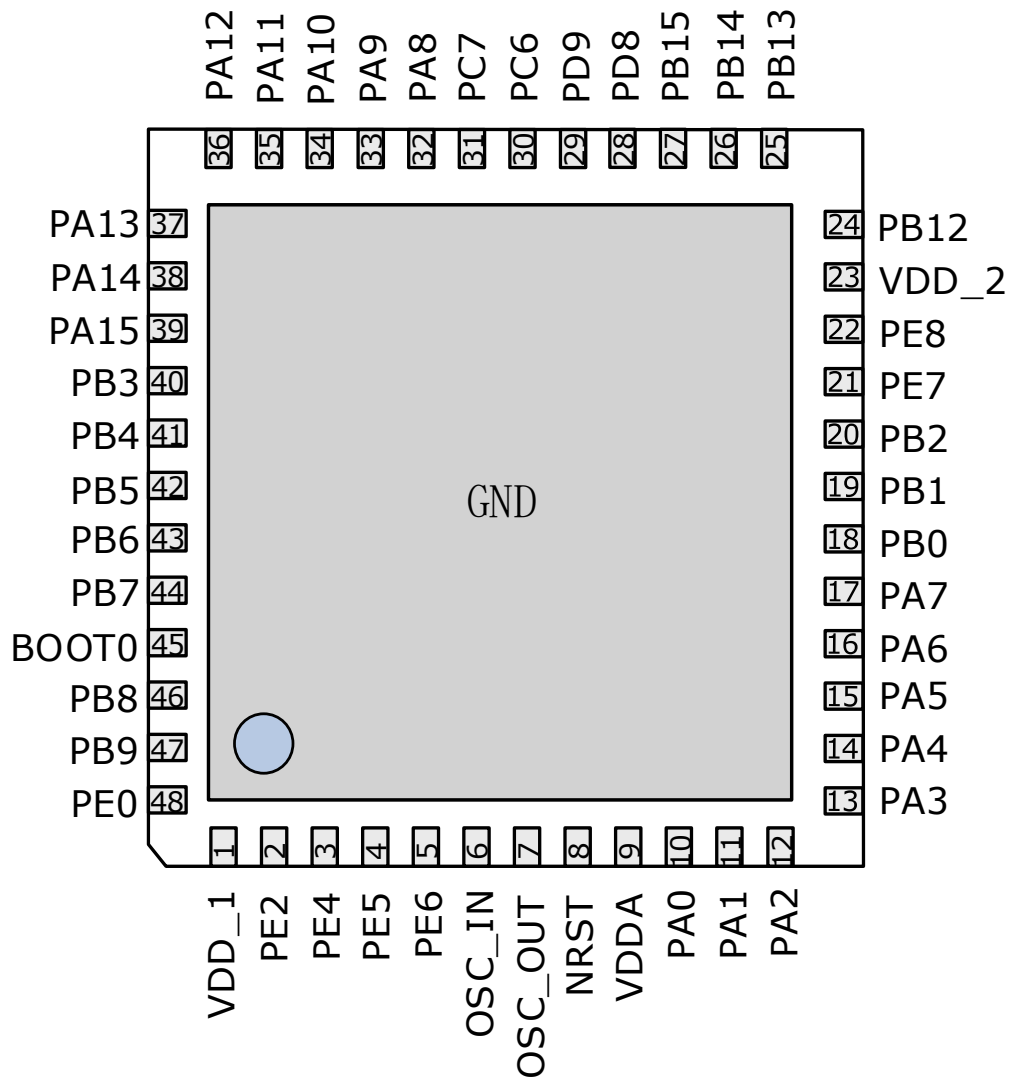 PA12 PA11 PA10 PA9 PA8 PC7 PC6 PD9 PD8 PB15 PB14 PB13
36 35 34 33 32 31 30 29 28 27 26 25
PA13 37
PA14 38
PA15 39
PB3 40
PB4 41
PB5 42
PB6 43
PB7 44
BOOT0 45
PB8 46
PB9 47
PE0 48
GND
24 PB12
23 VDD_2
22 PE8
21 PE7
20 PB2
19 PB1
18 PB0
17 PA7
16 PA6
15 PA5
14 PA4
13 PA3
1 2 3 4 5 6 7 8 9 10 11 12
VDD_1 PE2 PE4 PE5 PE6 OSC_IN OSC_OUT NRST VDDA PA0 PA1 PA2